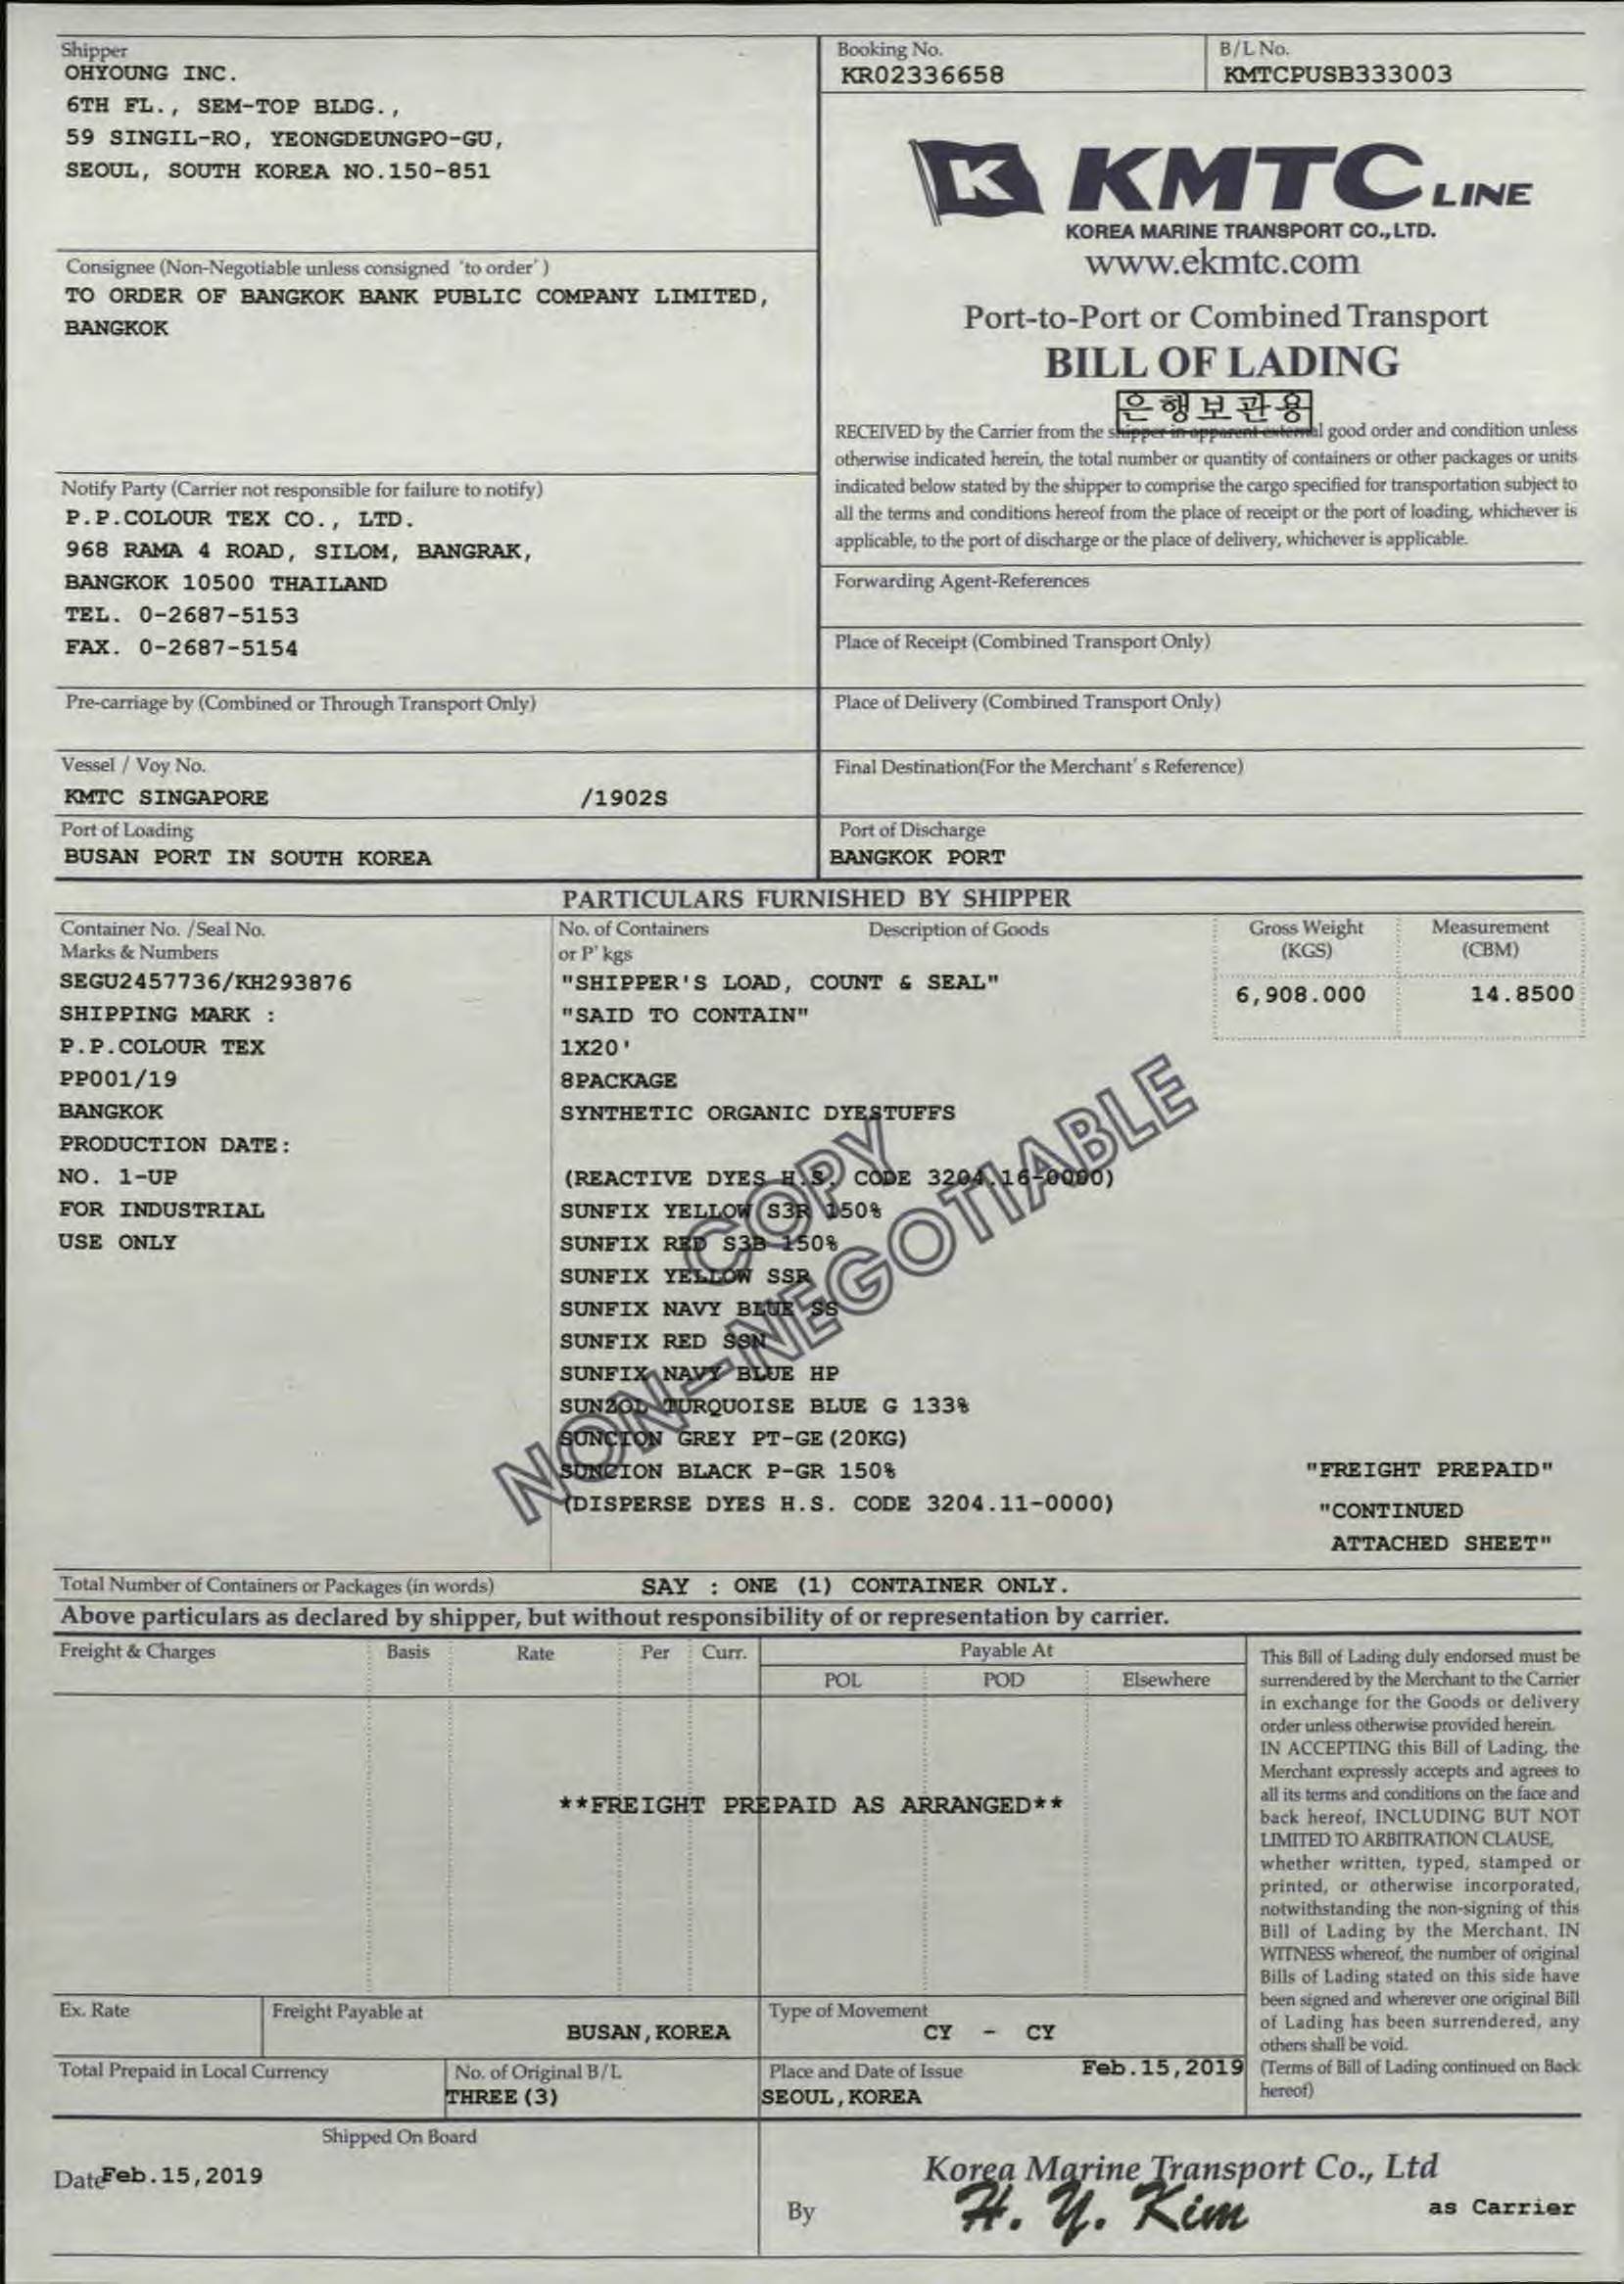 Shipper
OHYOUNG INC.
6TH FL., SEM-TOP BLDG.,
59 SINGIL-RO, YEONGDEUNGPO-GU,
SEOUL, SOUTH KOREA NO.150-851
Booking No.
KR02336658
B/L No.
KMTCPUSB333003
K KMTC LINE
KOREA MARINE TRANSPORT CO.,LTD.
www.ekmtc.com
Port-to-Port or Combined Transport
BILL OF LADING
은행보관용
RECEIVED by the Carrier from the shipper in apparent external good order and condition unless
otherwise indicated herein, the total number or quantity of containers or other packages or units
indicated below stated by the shipper to comprise the cargo specified for transportation subject to
all the terms and conditions hereof from the place of receipt or the port of loading, whichever is
applicable, to the port of discharge or the place of delivery, whichever is applicable.
Consignee (Non-Negotiable unless consigned 'to order')
TO ORDER OF BANGKOK BANK PUBLIC COMPANY LIMITED,
BANGKOK
Notify Party (Carrier not responsible for failure to notify)
P.P.COLOUR TEX CO., LTD.
968 RAMA 4 ROAD, SILOM, BANGRAK,
BANGKOK 10500 THAILAND
TEL. 0-2687-5153
FAX. 0-2687-5154
Forwarding Agent-References
Place of Receipt (Combined Transport Only)
Pre-carriage by (Combined or Through Transport Only)
Place of Delivery (Combined Transport Only)
Vessel / Voy No.
KMTC SINGAPORE /1902S
Final Destination(For the Merchant's Reference)
Port of Loading
BUSAN PORT IN SOUTH KOREA
Port of Discharge
BANGKOK PORT
PARTICULARS FURNISHED BY SHIPPER
Container No. /Seal No.
Marks & Numbers
No. of Containers
or P'kgs
Description of Goods
Gross Weight
(KGS)
Measurement
(CBM)
SEGU2457736/KH293876
SHIPPING MARK :
P.P.COLOUR TEX
PP001/19
BANGKOK
PRODUCTION DATE:
NO. 1-UP
FOR INDUSTRIAL
USE ONLY
"SHIPPER'S LOAD, COUNT & SEAL"
"SAID TO CONTAIN"
1X20'
8PACKAGE
SYNTHETIC ORGANIC DYESTUFFS
(REACTIVE DYES H.S. CODE 3204.16-0000)
SUNFIX YELLOW S3R 150%
SUNFIX RED S3B 150%
SUNFIX YELLOW SSR
SUNFIX NAVY BLUE SS
SUNFIX RED SSN
SUNFIX NAVY BLUE HP
SUNZOL TURQUOISE BLUE G 133%
SUNCION GREY PT-GE(20KG)
SUNCION BLACK P-GR 150%
(DISPERSE DYES H.S. CODE 3204.11-0000)
6,908.000
14.8500
COPY
NON-NEGOTIABLE
"FREIGHT PREPAID"
"CONTINUED
ATTACHED SHEET"
Total Number of Containers or Packages (in words) SAY : ONE (1) CONTAINER ONLY.
Above particulars as declared by shipper, but without responsibility of or representation by carrier.
Freight & Charges
Basis
Rate
Per
Curr.
Payable At
POL
POD
Elsewhere
**FREIGHT PREPAID AS ARRANGED**
This Bill of Lading duly endorsed must be
surrendered by the Merchant to the Carrier
in exchange for the Goods or delivery
order unless otherwise provided herein.
IN ACCEPTING this Bill of Lading, the
Merchant expressly accepts and agrees to
all its terms and conditions on the face and
back hereof, INCLUDING BUT NOT
LIMITED TO ARBITRATION CLAUSE,
whether written, typed, stamped or
printed, or otherwise incorporated,
notwithstanding the non-signing of this
Bill of Lading by the Merchant. IN
WITNESS whereof, the number of original
Bills of Lading stated on this side have
been signed and wherever one original Bill
of Lading has been surrendered, any
others shall be void.
(Terms of Bill of Lading continued on Back
hereof)
Ex. Rate
Freight Payable at
BUSAN,KOREA
Type of Movement
CY - CY
Total Prepaid in Local Currency
No. of Original B/L
THREE(3)
Place and Date of Issue
Feb.15,2019
SEOUL,KOREA
Shipped On Board
Date Feb.15,2019
Korea Marine Transport Co., Ltd
By
H. Y. Kim
as Carrier